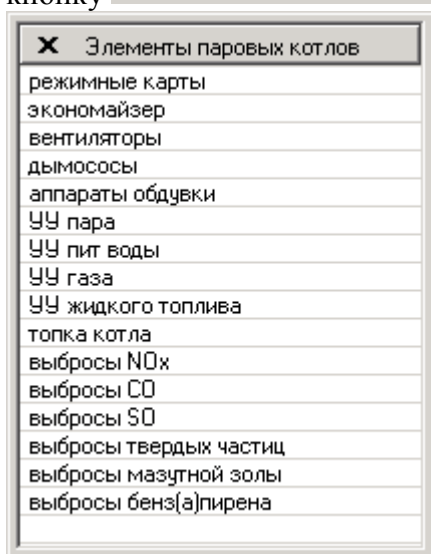 кнопку
✕ Элементы паровых котлов
режимные карты
экономайзер
вентиляторы
дымососы
аппараты обдувки
УУ пара
УУ пит воды
УУ газа
УУ жидкого топлива
топка котла
выбросы NOx
выбросы CO
выбросы SO
выбросы твердых частиц
выбросы мазутной золы
выбросы бенз(а)пирена